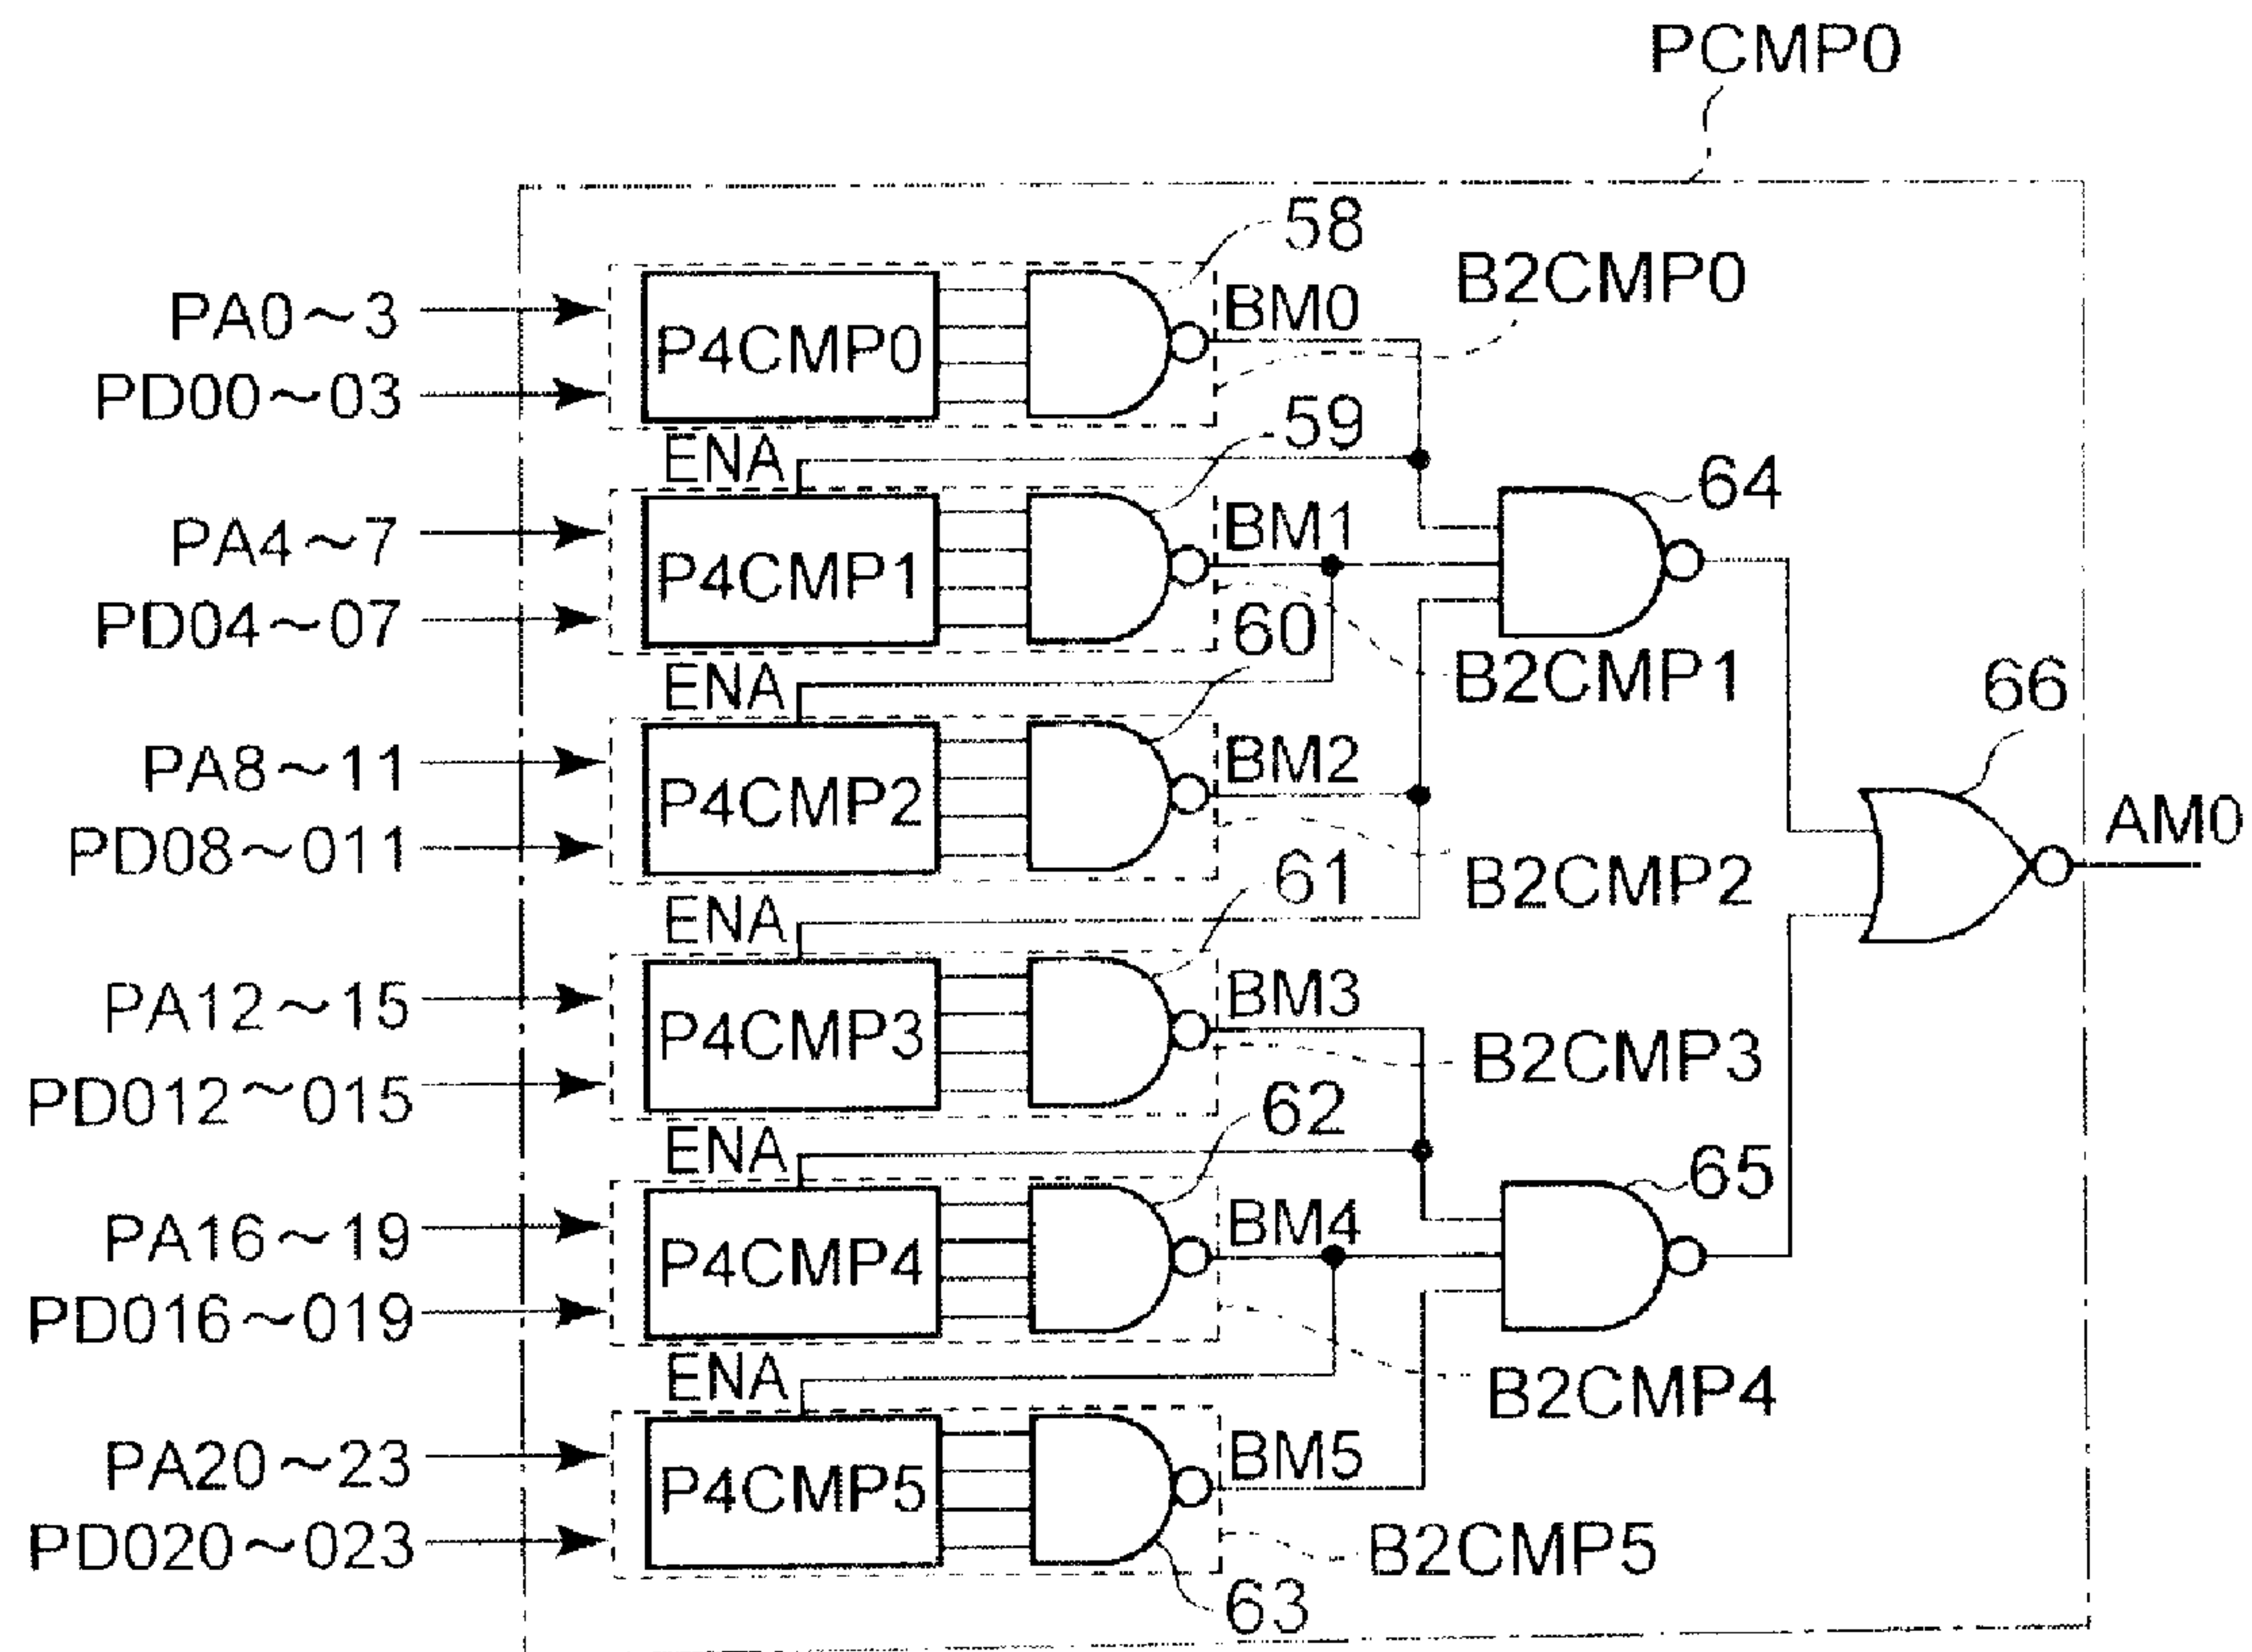 PCMP0
58
B2CMP0
PA0~3
PD00~03
P4CMP0
BM0
59
ENA
64
PA4~7
PD04~07
P4CMP1
BM1
60
B2CMP1
ENA
66
PA8~11
PD08~011
P4CMP2
BM2
AM0
61
B2CMP2
ENA
PA12~15
PD012~015
P4CMP3
BM3
B2CMP3
62
ENA
65
PA16~19
PD016~019
P4CMP4
BM4
ENA
B2CMP4
PA20~23
PD020~023
P4CMP5
BM5
B2CMP5
63